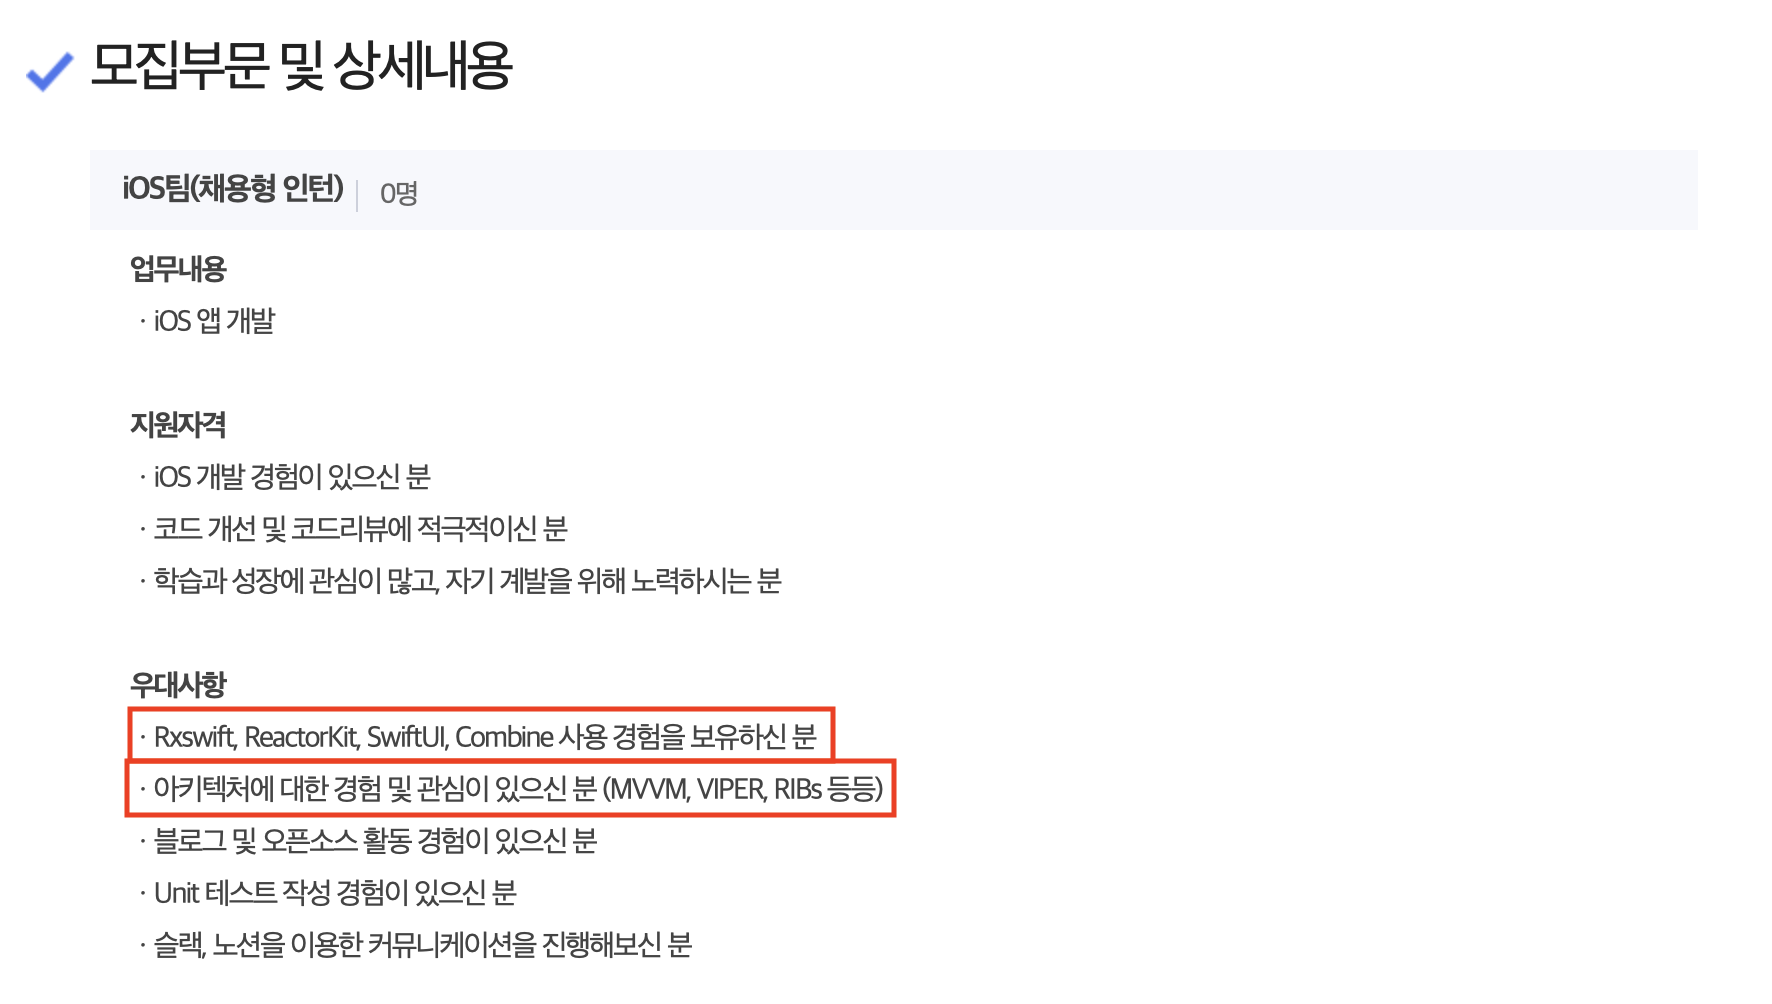 모집부문 및 상세내용
iOS팀(채용형 인턴) | 0명
업무내용
· iOS 앱 개발
지원자격
· iOS 개발 경험이 있으신 분
· 코드 개선 및 코드리뷰에 적극적이신 분
· 학습과 성장에 관심이 많고, 자기 계발을 위해 노력하시는 분
우대사항
· Rxswift, ReactorKit, SwiftUI, Combine 사용 경험을 보유하신 분
· 아키텍처에 대한 경험 및 관심이 있으신 분 (MVVM, VIPER, RIBs 등등)
· 블로그 및 오픈소스 활동 경험이 있으신 분
· Unit 테스트 작성 경험이 있으신 분
· 슬랙, 노션을 이용한 커뮤니케이션을 진행해보신 분